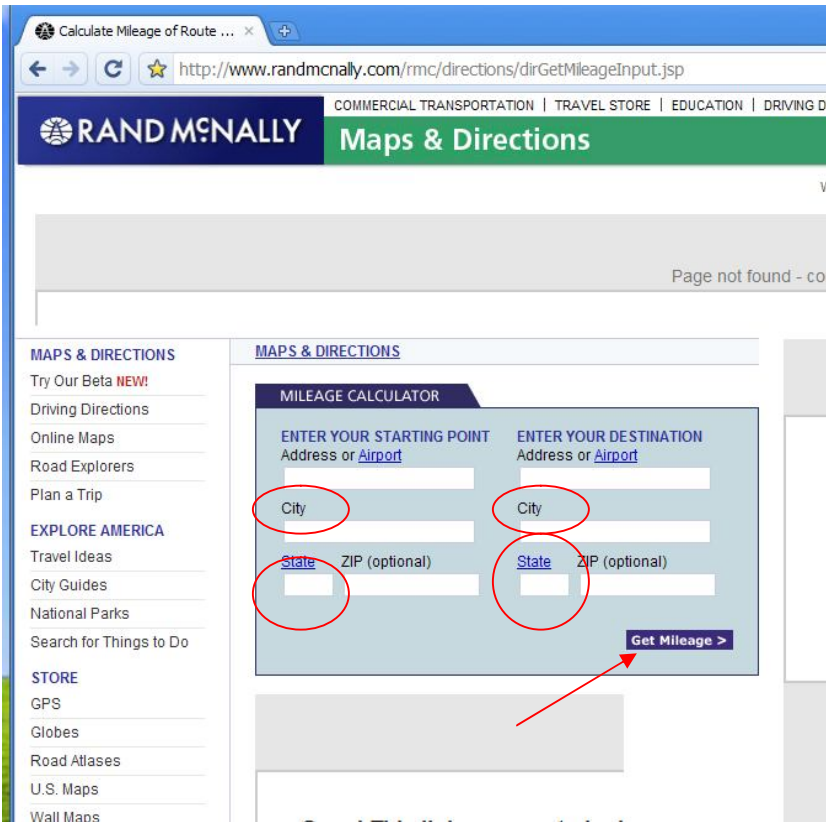 Calculate Mileage of Route ...
http://www.randmcnally.com/rmc/directions/dirGetMileageInput.jsp
COMMERCIAL TRANSPORTATION | TRAVEL STORE | EDUCATION | DRIVING D
RAND MCNALLY
Maps & Directions
Page not found - co
MAPS & DIRECTIONS
Try Our Beta NEW!
Driving Directions
Online Maps
Road Explorers
Plan a Trip
EXPLORE AMERICA
Travel Ideas
City Guides
National Parks
Search for Things to Do
STORE
GPS
Globes
Road Atlases
U.S. Maps
Wall Maps
MAPS & DIRECTIONS
MILEAGE CALCULATOR
ENTER YOUR STARTING POINT
Address or Airport
City
State ZIP (optional)
ENTER YOUR DESTINATION
Address or Airport
City
State ZIP (optional)
Get Mileage >